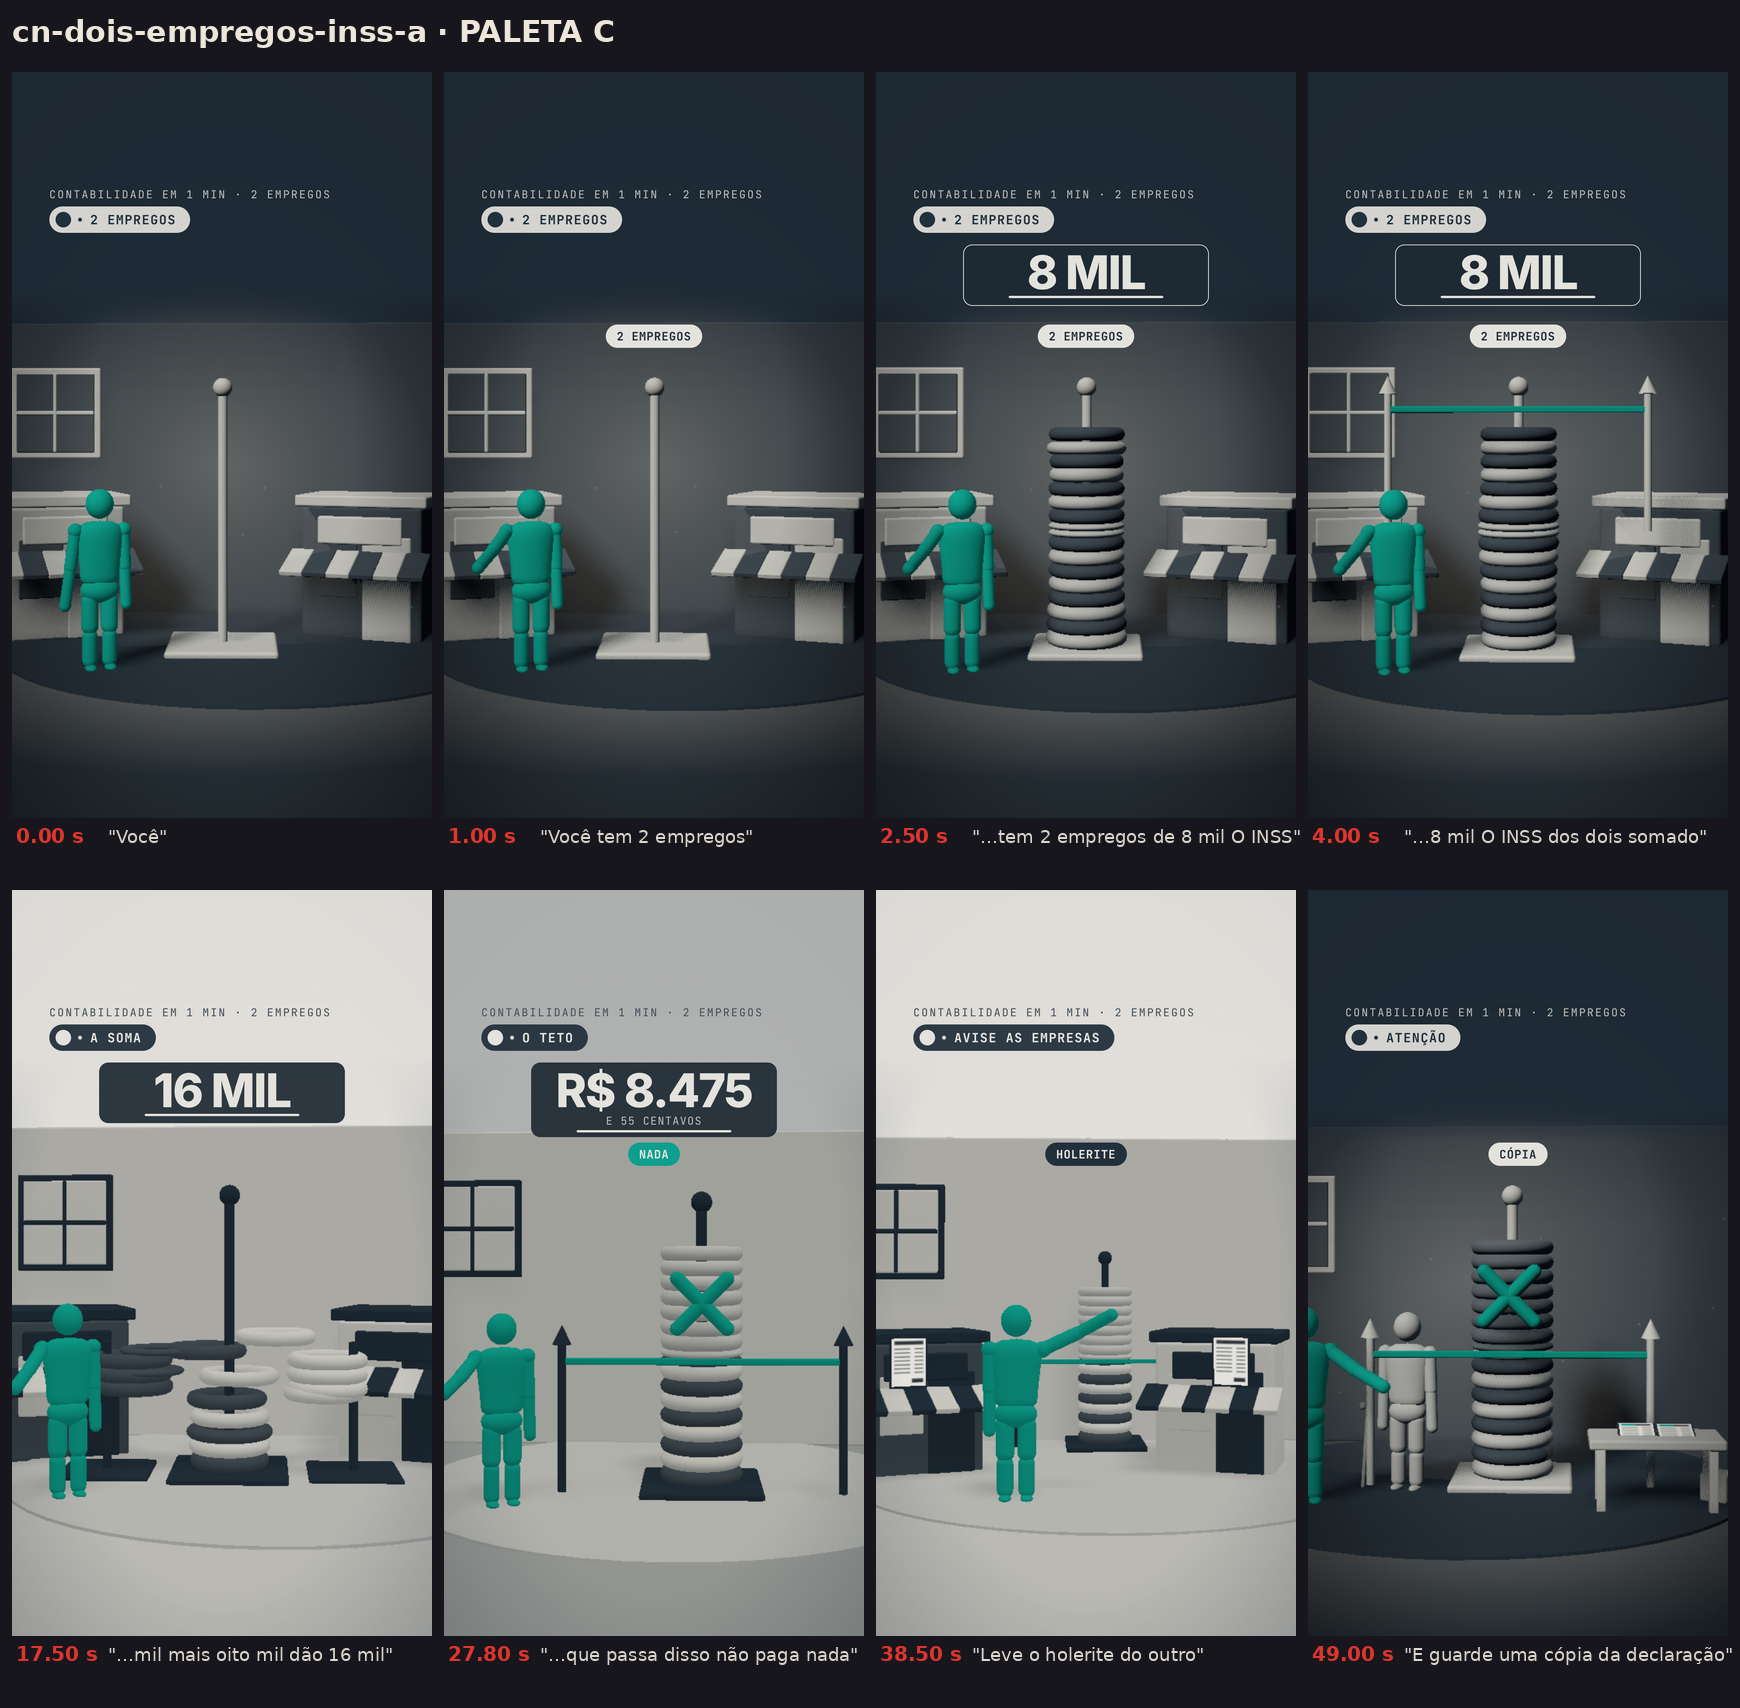 cn-dois-empregos-inss-a · PALETA C
CONTABILIDADE EM 1 MIN · 2 EMPREGOS
• 2 EMPREGOS
0.00 s "Você"
CONTABILIDADE EM 1 MIN · 2 EMPREGOS
• 2 EMPREGOS
2 EMPREGOS
1.00 s "Você tem 2 empregos"
CONTABILIDADE EM 1 MIN · 2 EMPREGOS
• 2 EMPREGOS
8 MIL
2 EMPREGOS
2.50 s "...tem 2 empregos de 8 mil O INSS"
CONTABILIDADE EM 1 MIN · 2 EMPREGOS
• 2 EMPREGOS
8 MIL
2 EMPREGOS
4.00 s "...8 mil O INSS dos dois somado"
CONTABILIDADE EM 1 MIN · 2 EMPREGOS
• A SOMA
16 MIL
17.50 s "...mil mais oito mil dão 16 mil"
CONTABILIDADE EM 1 MIN · 2 EMPREGOS
• O TETO
R$ 8.475
E 55 CENTAVOS
NADA
27.80 s "...que passa disso não paga nada"
CONTABILIDADE EM 1 MIN · 2 EMPREGOS
• AVISE AS EMPRESAS
HOLERITE
38.50 s "Leve o holerite do outro"
CONTABILIDADE EM 1 MIN · 2 EMPREGOS
• ATENÇÃO
CÓPIA
49.00 s "E guarde uma cópia da declaração"